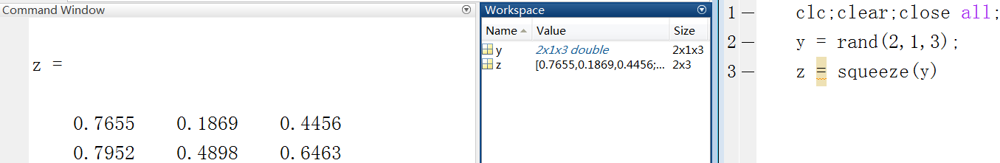 Command Window
z =
0.7655 0.1869 0.4456
0.7952 0.4898 0.6463
Workspace
Name Value Size
y 2x1x3 double 2x1x3
z [0.7655,0.1869,0.4456;... 2x3
1 — clc;clear;close all;
2 — y = rand(2,1,3);
3 — z = squeeze(y)